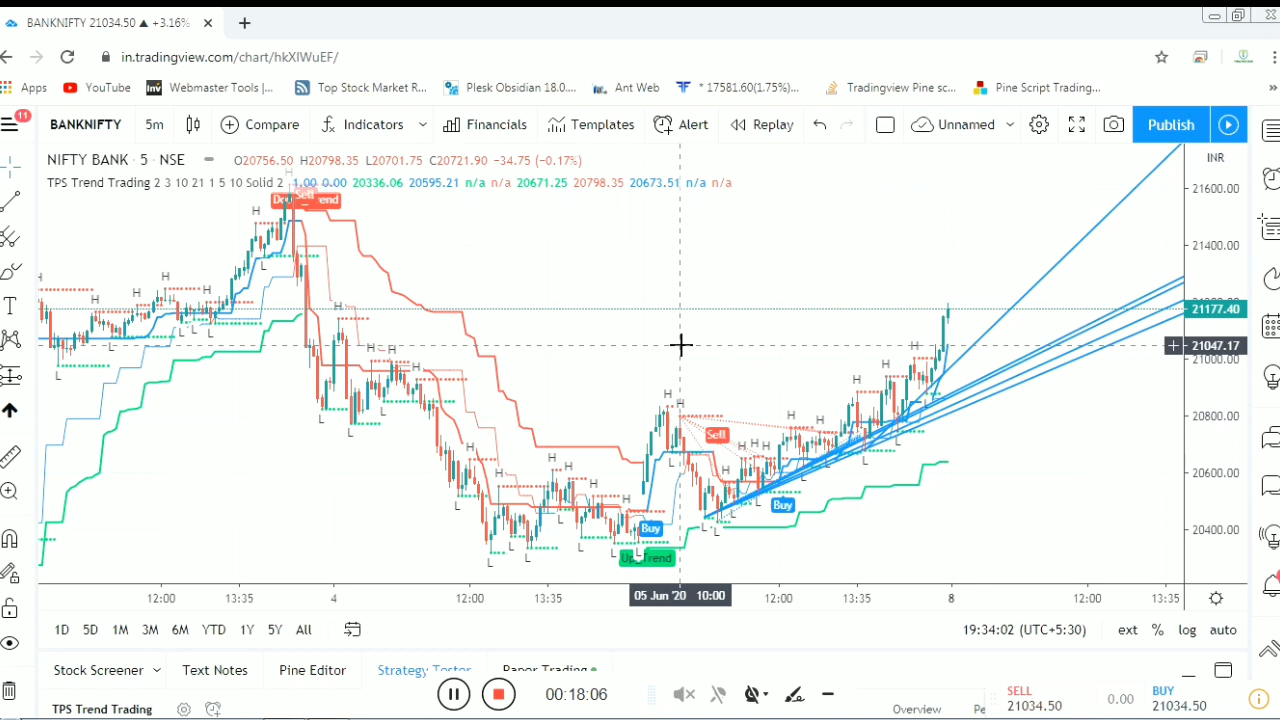 BANKNIFTY 21034.50 ▲ +3.16%
in.tradingview.com/chart/hkXIWuEF/
Apps YouTube Webmaster Tools |... Top Stock Market R... Plesk Obsidian 18.0.... Ant Web * 17581.60(1.75%)... Tradingview Pine sc... Pine Script Trading... »
11 BANKNIFTY 5m Compare Indicators Financials Templates Alert Replay Unnamed Publish
NIFTY BANK · 5 · NSE O20756.50 H20798.35 L20701.75 C20721.90 −34.75 (−0.17%)
INR
TPS Trend Trading 2 3 10 21 1 5 10 Solid 2 1.00 0.00 20336.06 20595.21 n/a n/a 20671.25 20798.35 20673.51 n/a n/a
21600.00
Sell
21400.00
21177.40
21047.17
21000.00
20800.00
Sell
20600.00
Buy
Buy
20400.00
Up Trend
12:00 13:35 4 12:00 13:35 05 Jun '20 10:00 12:00 13:35 8 12:00 13:35
1D 5D 1M 3M 6M YTD 1Y 5Y All 19:34:02 (UTC+5:30) ext % log auto
Stock Screener Text Notes Pine Editor Strategy Tester Paper Trading
00:18:06
SELL 21034.50 0.00 BUY 21034.50
TPS Trend Trading Overview